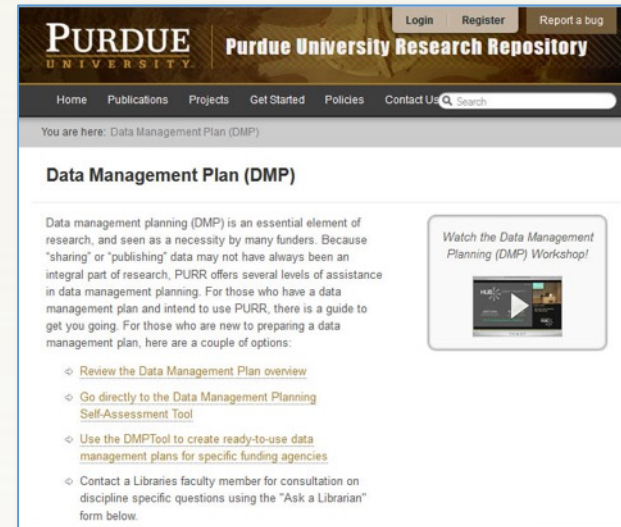 Login Register Report a bug
PURDUE
UNIVERSITY
Purdue University Research Repository
Home Publications Projects Get Started Policies Contact Us Search
You are here: Data Management Plan (DMP)
Data Management Plan (DMP)
Data management planning (DMP) is an essential element of
research, and seen as a necessity by many funders. Because
"sharing" or "publishing" data may not have always been an
integral part of research, PURR offers several levels of assistance
in data management planning. For those who have a data
management plan and intend to use PURR, there is a guide to
get you going. For those who are new to preparing a data
management plan, here are a couple of options:
Review the Data Management Plan overview
Go directly to the Data Management Planning
Self-Assessment Tool
Use the DMPTool to create ready-to-use data
management plans for specific funding agencies
Contact a Libraries faculty member for consultation on
discipline specific questions using the "Ask a Librarian"
form below.
Watch the Data Management
Planning (DMP) Workshop!
HUB